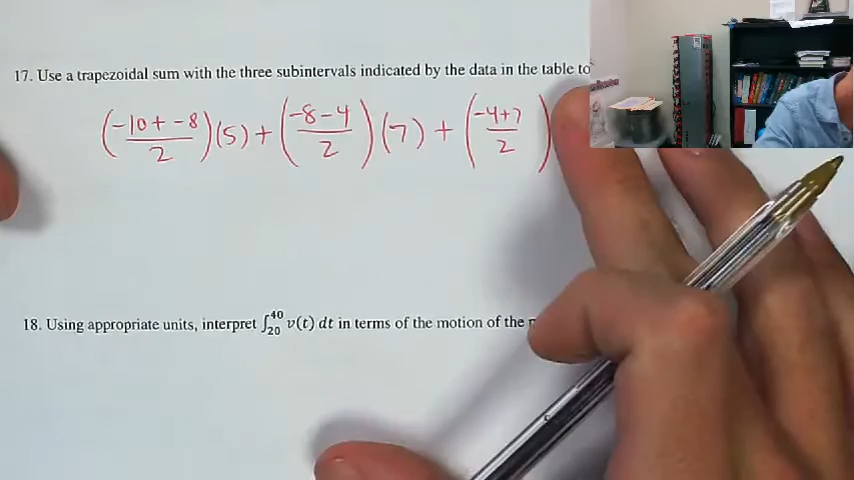 17. Use a trapezoidal sum with the three subintervals indicated by the data in the table to
(-10+-8/2)(5)+(-8-4/2)(7)+(-4+7/2)
18. Using appropriate units, interpret ∫₂₀⁴⁰ v(t) dt in terms of the motion of the